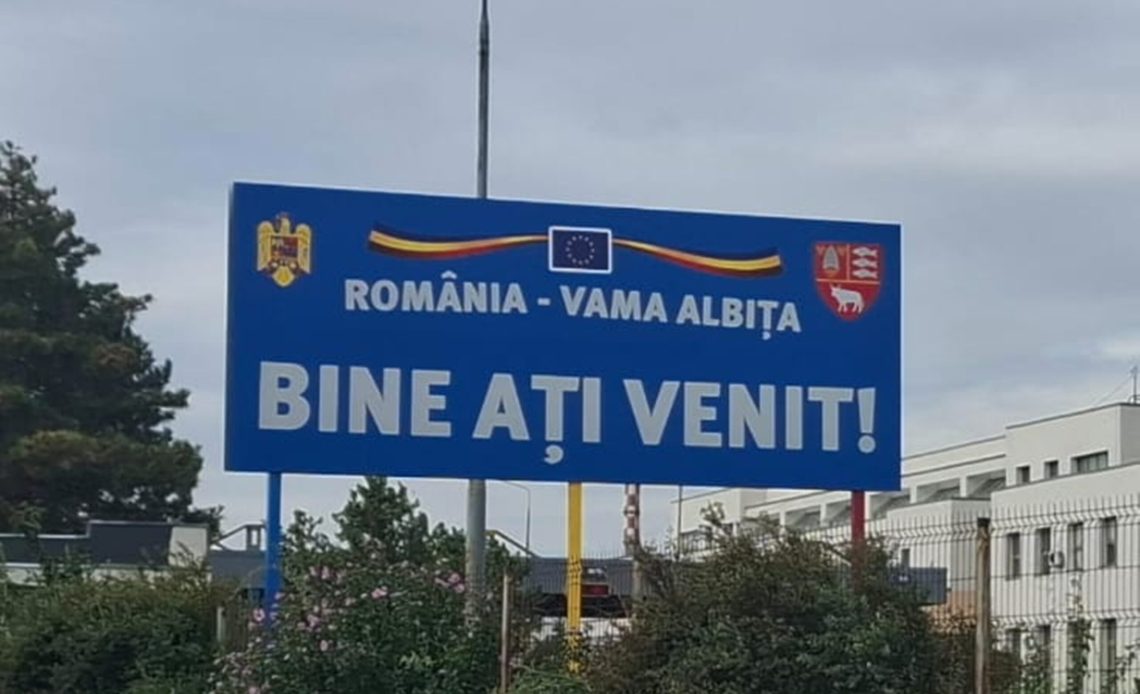 ROMÂNIA - VAMA ALBIȚA
BINE AȚI VENIT!